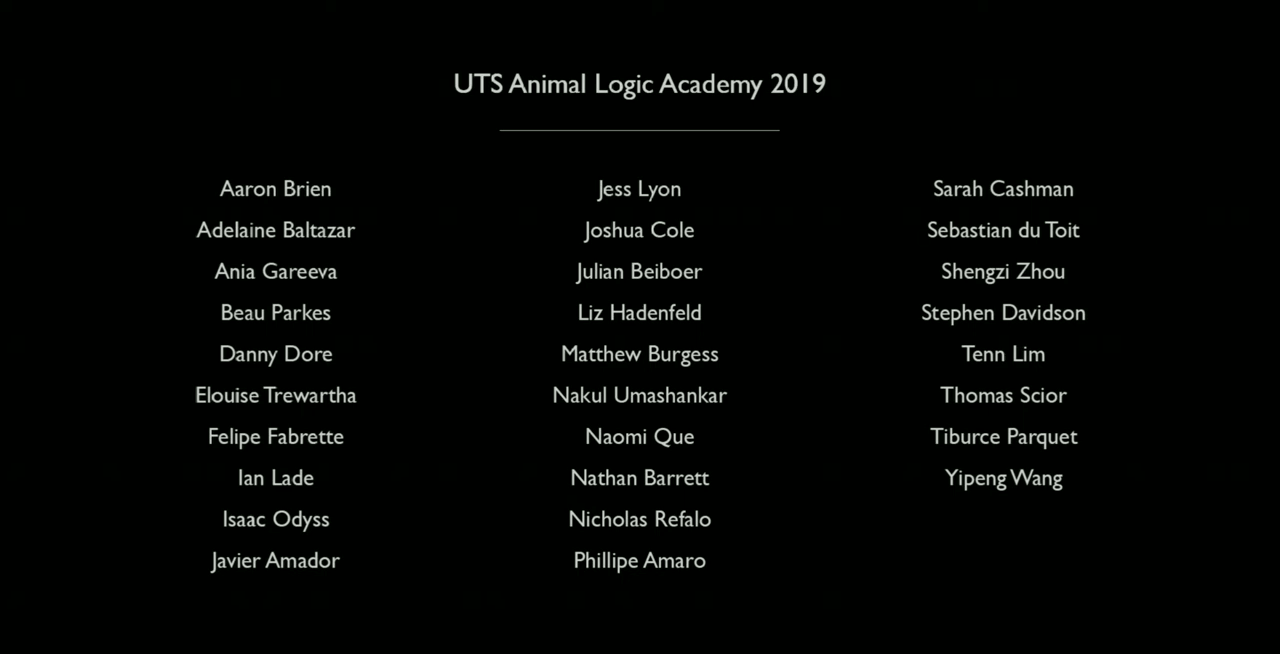 UTS Animal Logic Academy 2019
Aaron Brien
Adelaine Baltazar
Ania Gareeva
Beau Parkes
Danny Dore
Elouise Trewartha
Felipe Fabrette
Ian Lade
Isaac Odyss
Javier Amador
Jess Lyon
Joshua Cole
Julian Beiboer
Liz Hadenfeld
Matthew Burgess
Nakul Umashankar
Naomi Que
Nathan Barrett
Nicholas Refalo
Phillipe Amaro
Sarah Cashman
Sebastian du Toit
Shengzi Zhou
Stephen Davidson
Tenn Lim
Thomas Scior
Tiburce Parquet
Yipeng Wang